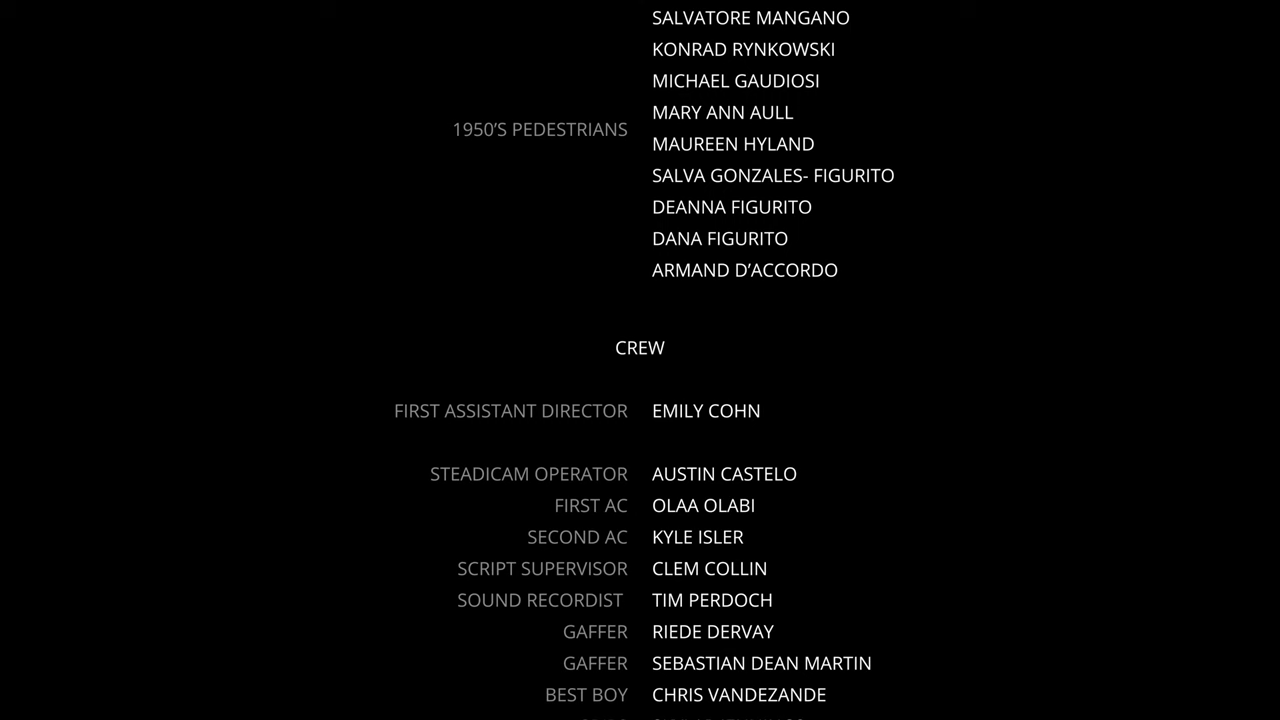 SALVATORE MANGANO
KONRAD RYNKOWSKI
MICHAEL GAUDIOSI
MARY ANN AULL
1950'S PEDESTRIANS
MAUREEN HYLAND
SALVA GONZALES- FIGURITO
DEANNA FIGURITO
DANA FIGURITO
ARMAND D'ACCORDO
CREW
FIRST ASSISTANT DIRECTOR EMILY COHN
STEADICAM OPERATOR AUSTIN CASTELO
FIRST AC OLAA OLABI
SECOND AC KYLE ISLER
SCRIPT SUPERVISOR CLEM COLLIN
SOUND RECORDIST TIM PERDOCH
GAFFER RIEDE DERVAY
GAFFER SEBASTIAN DEAN MARTIN
BEST BOY CHRIS VANDEZANDE